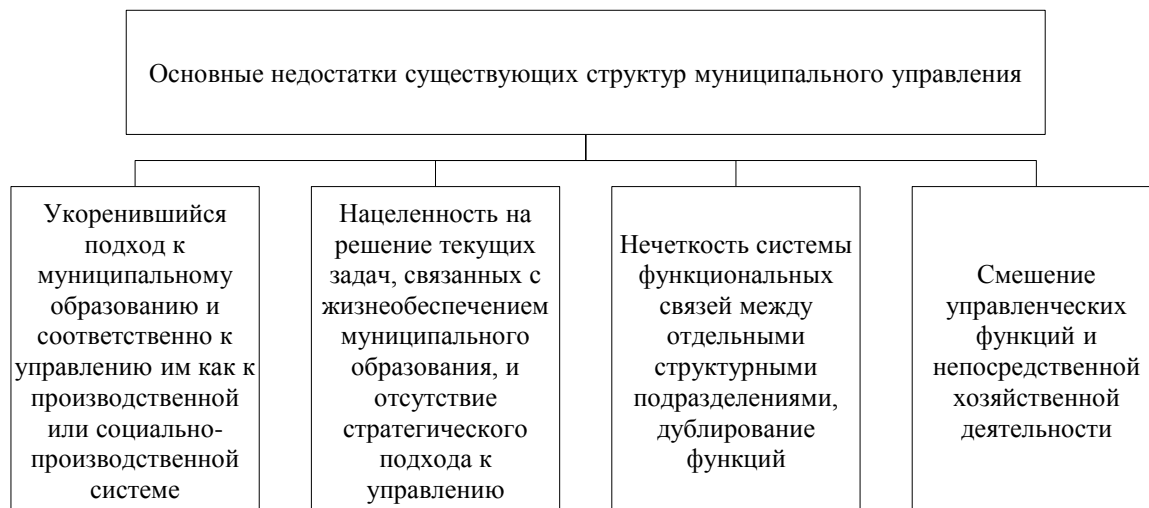 Основные недостатки существующих структур муниципального управления
Укоренившийся
подход к
муниципальному
образованию и
соответственно к
управлению им как к
производственной
или социально-
производственной
системе
Нацеленность на
решение текущих
задач, связанных с
жизнеобеспечением
муниципального
образования, и
отсутствие
стратегического
подхода к
управлению
Нечеткость системы
функциональных
связей между
отдельными
структурными
подразделениями,
дублирование
функций
Смешение
управленческих
функций и
непосредственной
хозяйственной
деятельности